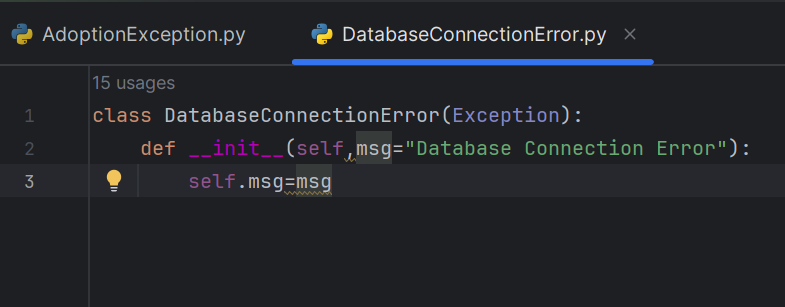 AdoptionException.py DatabaseConnectionError.py
15 usages
1 class DatabaseConnectionError(Exception):
2 def __init__(self,msg="Database Connection Error"):
3 self.msg=msg